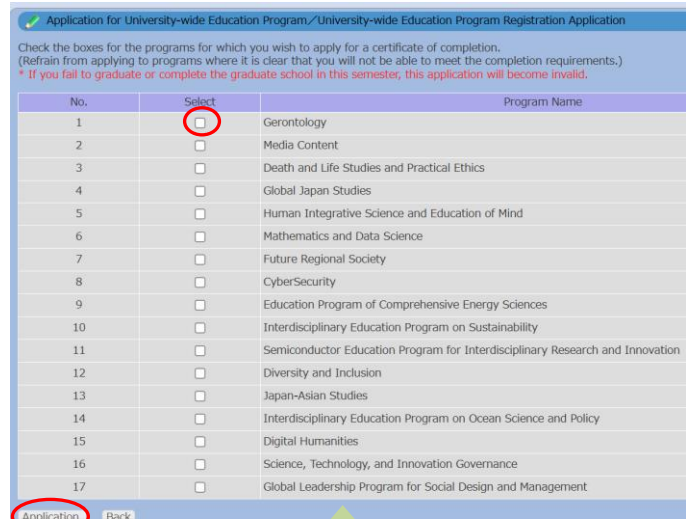 Application for University-wide Education Program／University-wide Education Program Registration Application
Check the boxes for the programs for which you wish to apply for a certificate of completion.
(Refrain from applying to programs where it is clear that you will not be able to meet the completion requirements.)
* If you fail to graduate or complete the graduate school in this semester, this application will become invalid.
No. Select Program Name
1 Gerontology
2 Media Content
3 Death and Life Studies and Practical Ethics
4 Global Japan Studies
5 Human Integrative Science and Education of Mind
6 Mathematics and Data Science
7 Future Regional Society
8 CyberSecurity
9 Education Program of Comprehensive Energy Sciences
10 Interdisciplinary Education Program on Sustainability
11 Semiconductor Education Program for Interdisciplinary Research and Innovation
12 Diversity and Inclusion
13 Japan-Asian Studies
14 Interdisciplinary Education Program on Ocean Science and Policy
15 Digital Humanities
16 Science, Technology, and Innovation Governance
17 Global Leadership Program for Social Design and Management
Application Back